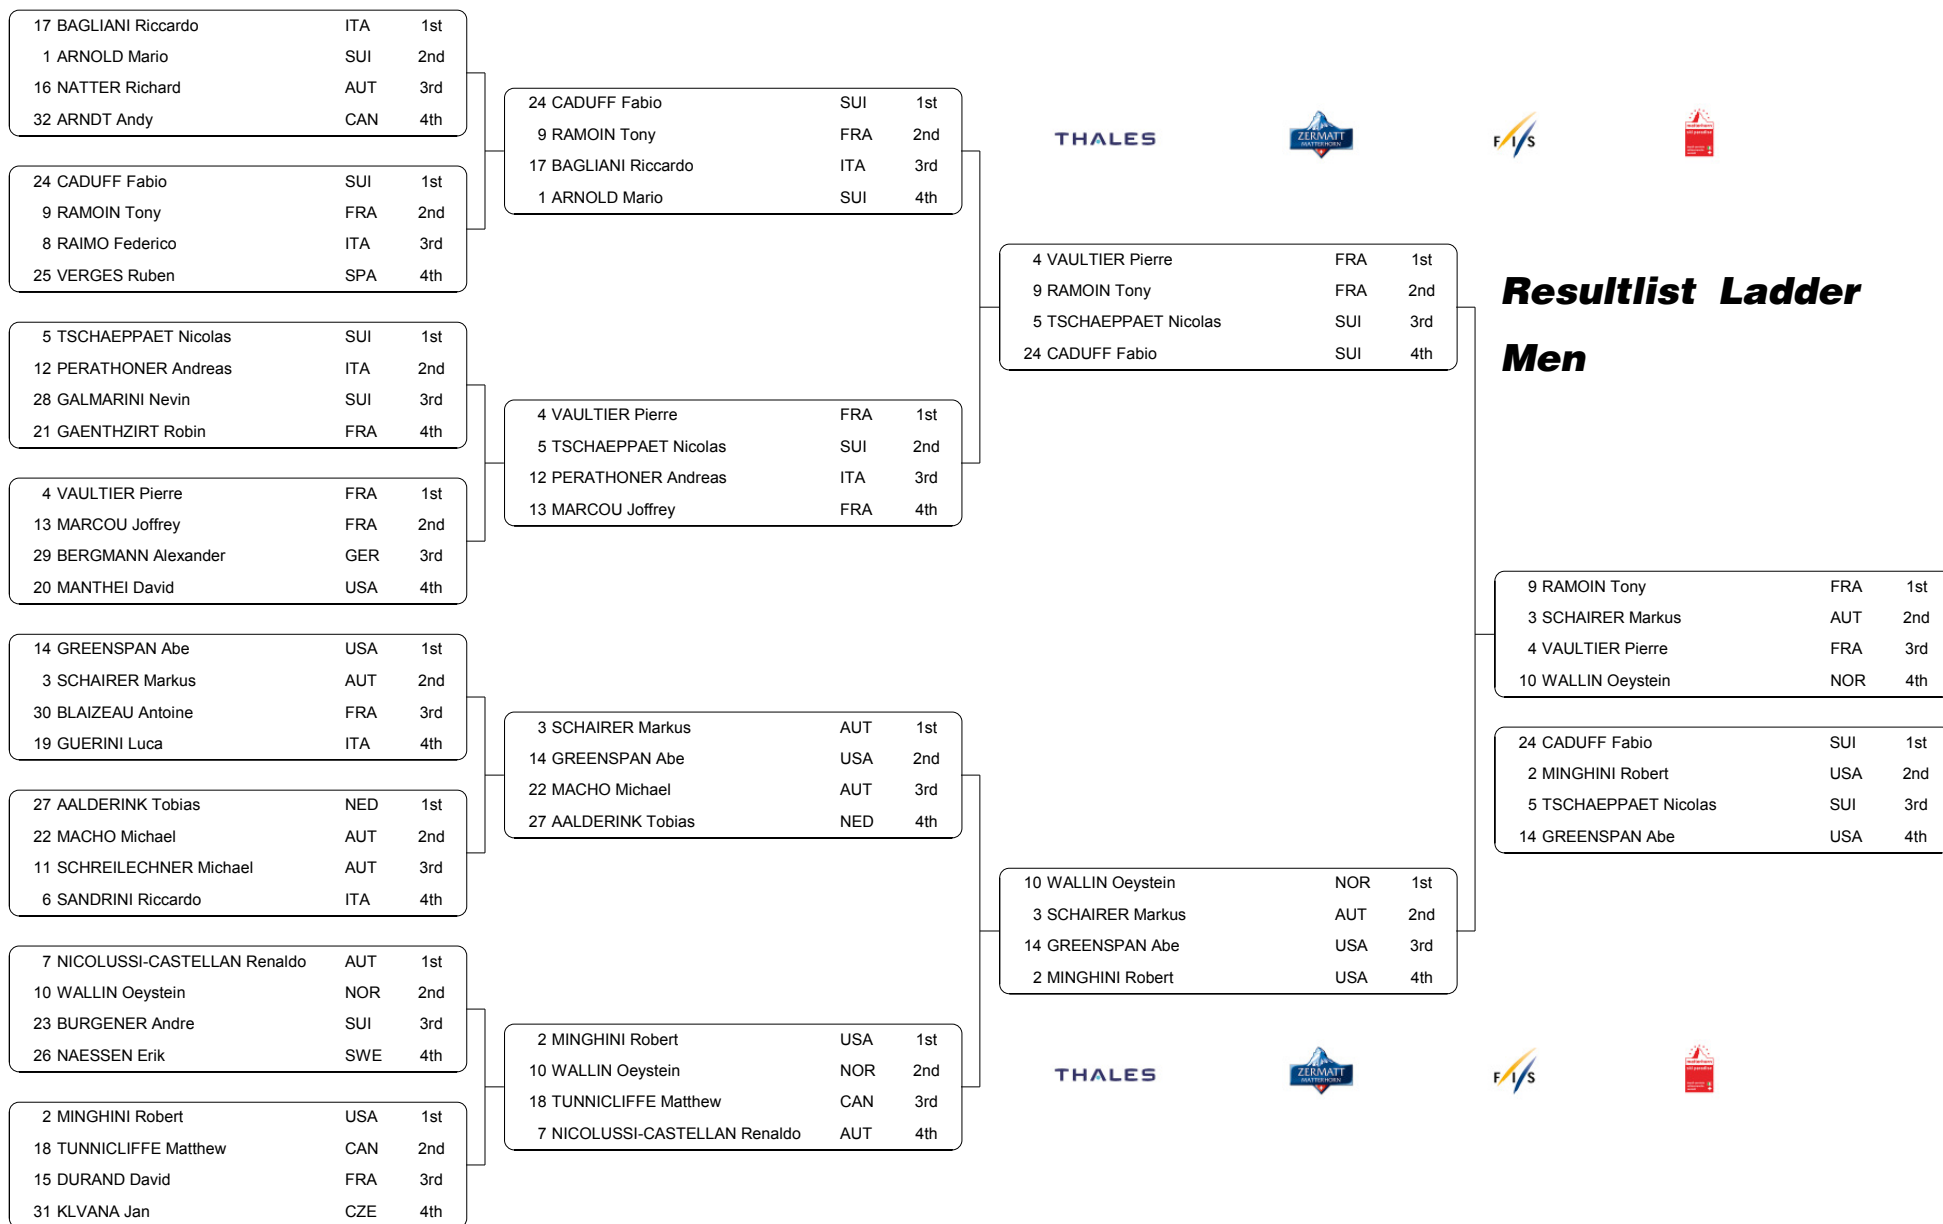 17 BAGLIANI Riccardo ITA 1st
1 ARNOLD Mario SUI 2nd
16 NATTER Richard AUT 3rd
32 ARNDT Andy CAN 4th
24 CADUFF Fabio SUI 1st
9 RAMOIN Tony FRA 2nd
8 RAIMO Federico ITA 3rd
25 VERGES Ruben SPA 4th
5 TSCHAEPPAET Nicolas SUI 1st
12 PERATHONER Andreas ITA 2nd
28 GALMARINI Nevin SUI 3rd
21 GAENTHZIRT Robin FRA 4th
4 VAULTIER Pierre FRA 1st
13 MARCOU Joffrey FRA 2nd
29 BERGMANN Alexander GER 3rd
20 MANTHEI David USA 4th
14 GREENSPAN Abe USA 1st
3 SCHAIRER Markus AUT 2nd
30 BLAIZEAU Antoine FRA 3rd
19 GUERINI Luca ITA 4th
27 AALDERINK Tobias NED 1st
22 MACHO Michael AUT 2nd
11 SCHREILECHNER Michael AUT 3rd
6 SANDRINI Riccardo ITA 4th
7 NICOLUSSI-CASTELLAN Renaldo AUT 1st
10 WALLIN Oeystein NOR 2nd
23 BURGENER Andre SUI 3rd
26 NAESSEN Erik SWE 4th
2 MINGHINI Robert USA 1st
18 TUNNICLIFFE Matthew CAN 2nd
15 DURAND David FRA 3rd
31 KLVANA Jan CZE 4th
24 CADUFF Fabio SUI 1st
9 RAMOIN Tony FRA 2nd
17 BAGLIANI Riccardo ITA 3rd
1 ARNOLD Mario SUI 4th
4 VAULTIER Pierre FRA 1st
5 TSCHAEPPAET Nicolas SUI 2nd
12 PERATHONER Andreas ITA 3rd
13 MARCOU Joffrey FRA 4th
3 SCHAIRER Markus AUT 1st
14 GREENSPAN Abe USA 2nd
22 MACHO Michael AUT 3rd
27 AALDERINK Tobias NED 4th
2 MINGHINI Robert USA 1st
10 WALLIN Oeystein NOR 2nd
18 TUNNICLIFFE Matthew CAN 3rd
7 NICOLUSSI-CASTELLAN Renaldo AUT 4th
THALES
ZERMATT
MATTERHORN
F I S
4 VAULTIER Pierre FRA 1st
9 RAMOIN Tony FRA 2nd
5 TSCHAEPPAET Nicolas SUI 3rd
24 CADUFF Fabio SUI 4th
10 WALLIN Oeystein NOR 1st
3 SCHAIRER Markus AUT 2nd
14 GREENSPAN Abe USA 3rd
2 MINGHINI Robert USA 4th
Resultlist Ladder
Men
9 RAMOIN Tony FRA 1st
3 SCHAIRER Markus AUT 2nd
4 VAULTIER Pierre FRA 3rd
10 WALLIN Oeystein NOR 4th
24 CADUFF Fabio SUI 1st
2 MINGHINI Robert USA 2nd
5 TSCHAEPPAET Nicolas SUI 3rd
14 GREENSPAN Abe USA 4th
THALES
ZERMATT
MATTERHORN
F I S